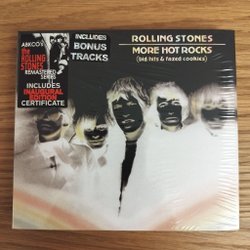 ABKCO's
the
ROLLING
STONES
REMASTERED
SERIES
INCLUDES
INAUGURAL
EDITION
CERTIFICATE
INCLUDES
BONUS
TRACKS
ROLLING STONES
MORE HOT ROCKS
(big hits & fazed cookies)